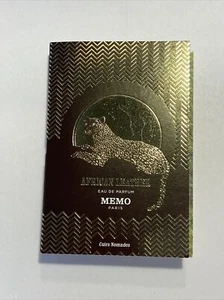 AFRICAN LEATHER
EAU DE PARFUM
MEMO
PARIS
Cuirs Nomades